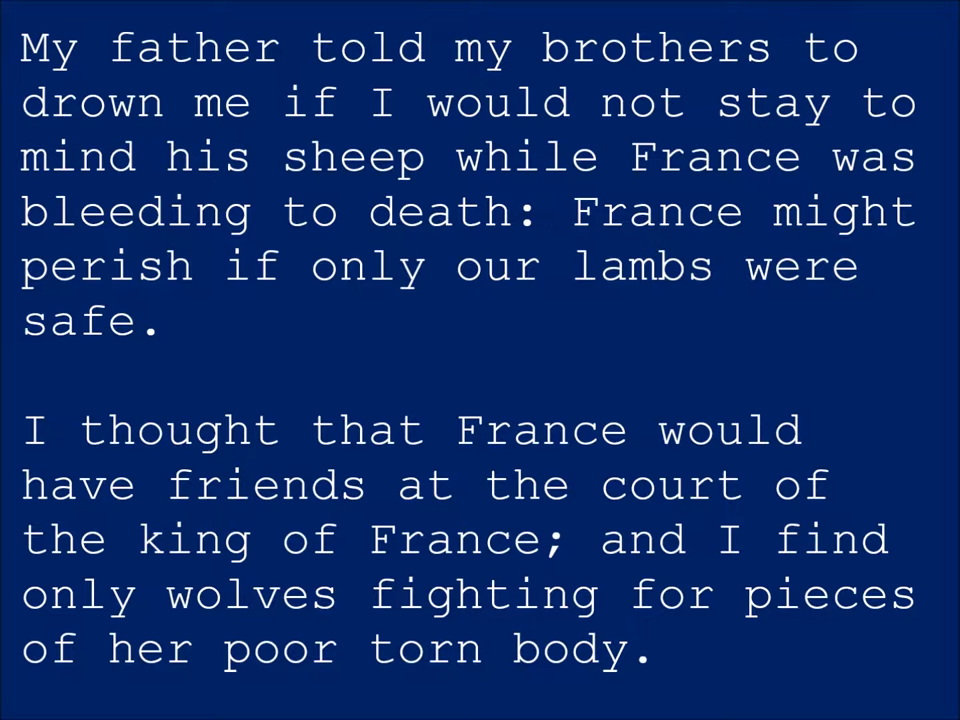 My father told my brothers to
drown me if I would not stay to
mind his sheep while France was
bleeding to death: France might
perish if only our lambs were
safe.
I thought that France would
have friends at the court of
the king of France; and I find
only wolves fighting for pieces
of her poor torn body.